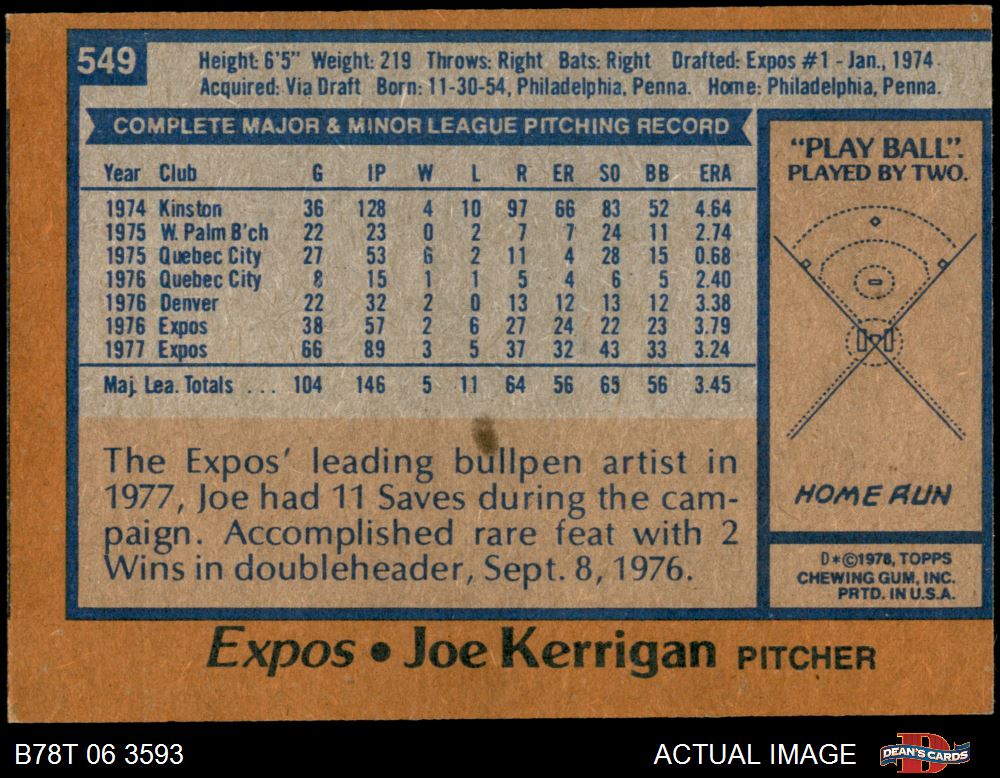 549
Height: 6'5" Weight: 219 Throws: Right Bats: Right Drafted: Expos #1 - Jan., 1974.
Acquired: Via Draft Born: 11-30-54, Philadelphia, Penna. Home: Philadelphia, Penna.
COMPLETE MAJOR & MINOR LEAGUE PITCHING RECORD
Year Club G IP W L R ER SO BB ERA
1974 Kinston 36 128 4 10 97 66 83 52 4.64
1975 W. Palm B'ch 22 23 0 2 7 7 24 11 2.74
1975 Quebec City 27 53 6 2 11 4 28 15 0.68
1976 Quebec City 8 15 1 1 5 4 6 5 2.40
1976 Denver 22 32 2 0 13 12 13 12 3.38
1976 Expos 38 57 2 6 27 24 22 23 3.79
1977 Expos 66 89 3 5 37 32 43 33 3.24
Maj. Lea. Totals ... 104 146 5 11 64 56 65 56 3.45
The Expos' leading bullpen artist in
1977, Joe had 11 Saves during the cam-
paign. Accomplished rare feat with 2
Wins in doubleheader, Sept. 8, 1976.
"PLAY BALL".
PLAYED BY TWO.
HOME RUN
D*©1978, TOPPS
CHEWING GUM, INC.
PRTD. IN U.S.A.
Expos • Joe Kerrigan PITCHER
B78T 06 3593
ACTUAL IMAGE
DEAN'S CARDS